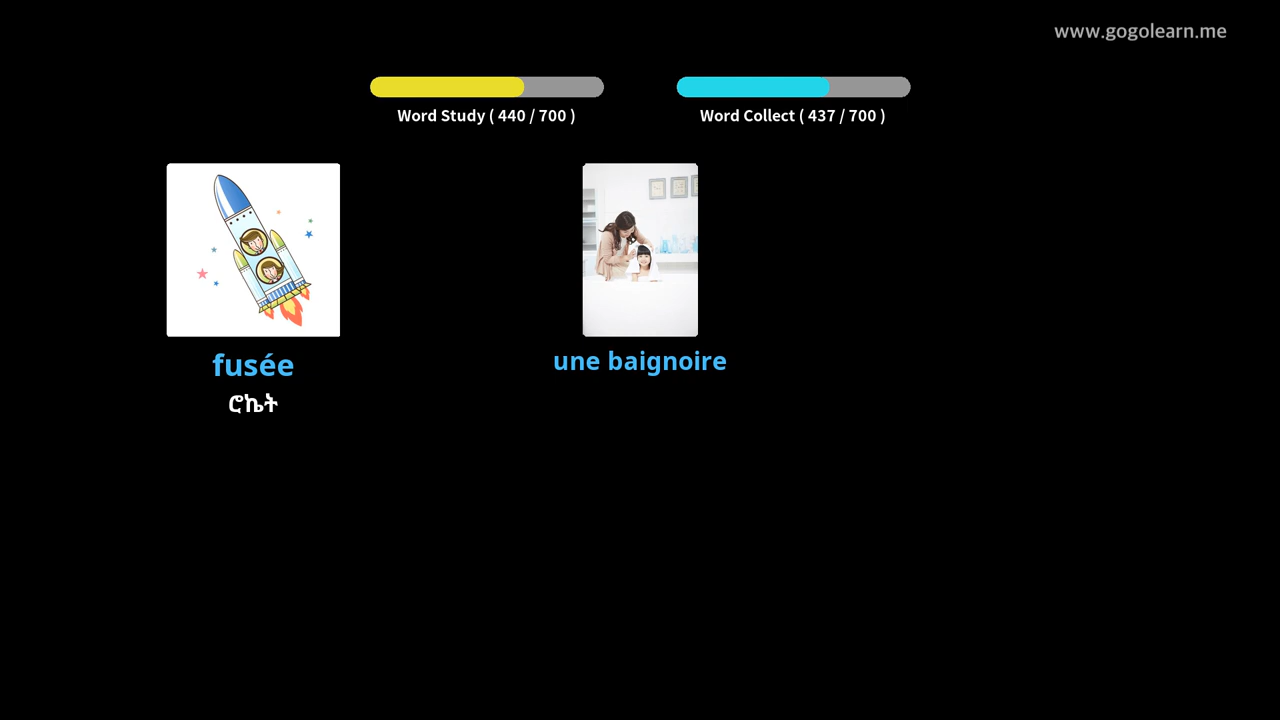 www.gogolearn.me
Word Study ( 440 / 700 )
Word Collect ( 437 / 700 )
fusée
ሮኬት
une baignoire